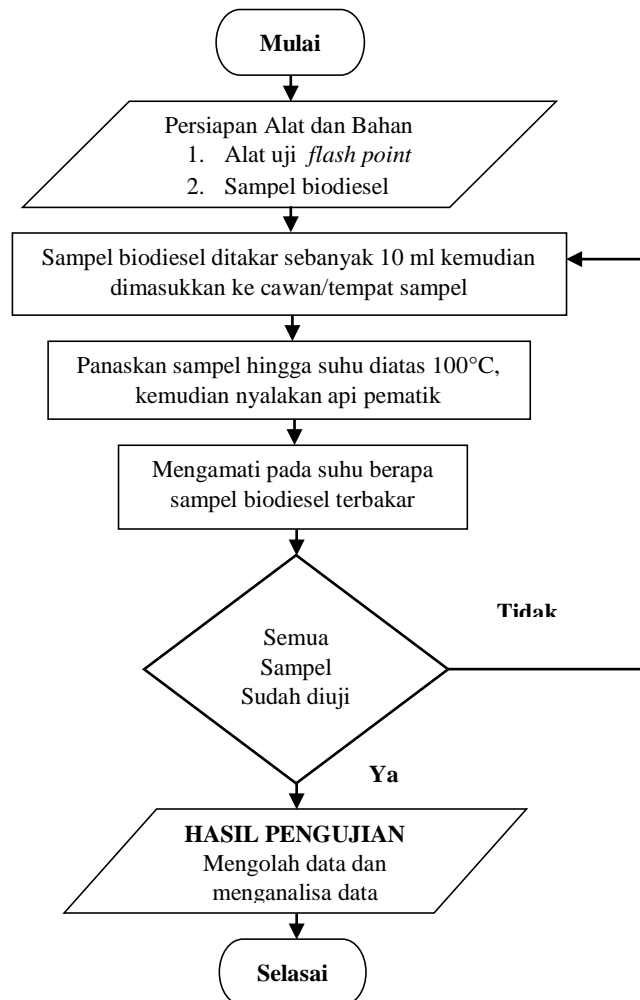 Mulai
Persiapan Alat dan Bahan
1. Alat uji flash point
2. Sampel biodiesel
Sampel biodiesel ditakar sebanyak 10 ml kemudian
dimasukkan ke cawan/tempat sampel
Panaskan sampel hingga suhu diatas 100°C,
kemudian nyalakan api pematik
Mengamati pada suhu berapa
sampel biodiesel terbakar
Tidak
Semua
Sampel
Sudah diuji
Ya
HASIL PENGUJIAN
Mengolah data dan
menganalisa data
Selasai